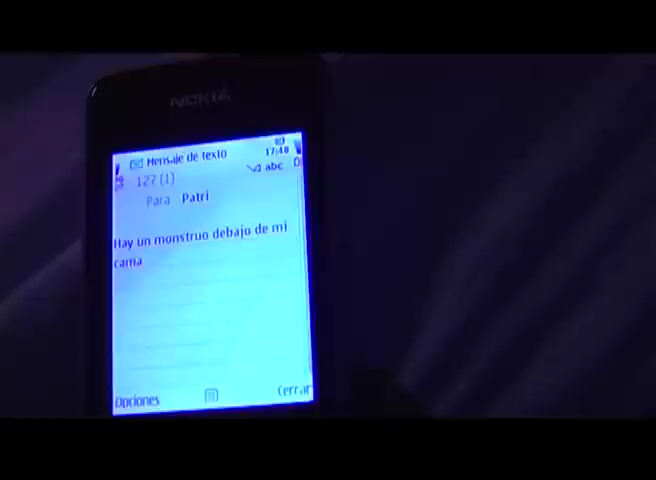 NOKIA
Mensaje de texto
17:40
abc
127 (1)
Para Patri
Hay un monstruo debajo de mi
cama
Opciones
Cerrar